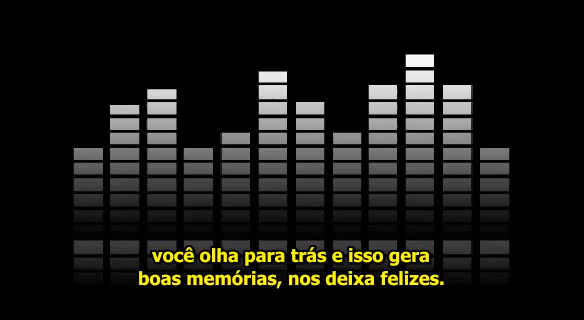 você olha para trás e isso gera
boas memórias, nos deixa felizes.